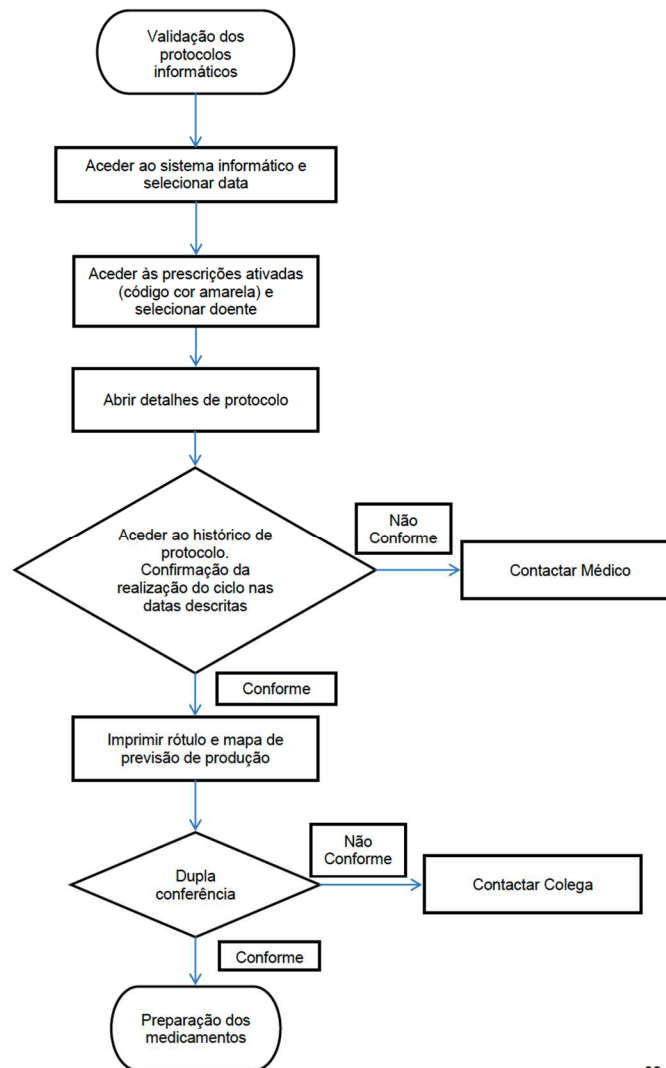 Validação dos
protocolos
informáticos
Aceder ao sistema informático e
selecionar data
Aceder às prescrições ativadas
(código cor amarela) e
selecionar doente
Abrir detalhes de protocolo
Aceder ao histórico de
protocolo.
Confirmação da
realização do ciclo nas
datas descritas
Não
Conforme
Contactar Médico
Conforme
Imprimir rótulo e mapa de
previsão de produção
Dupla
conferência
Não
Conforme
Contactar Colega
Conforme
Preparação dos
medicamentos